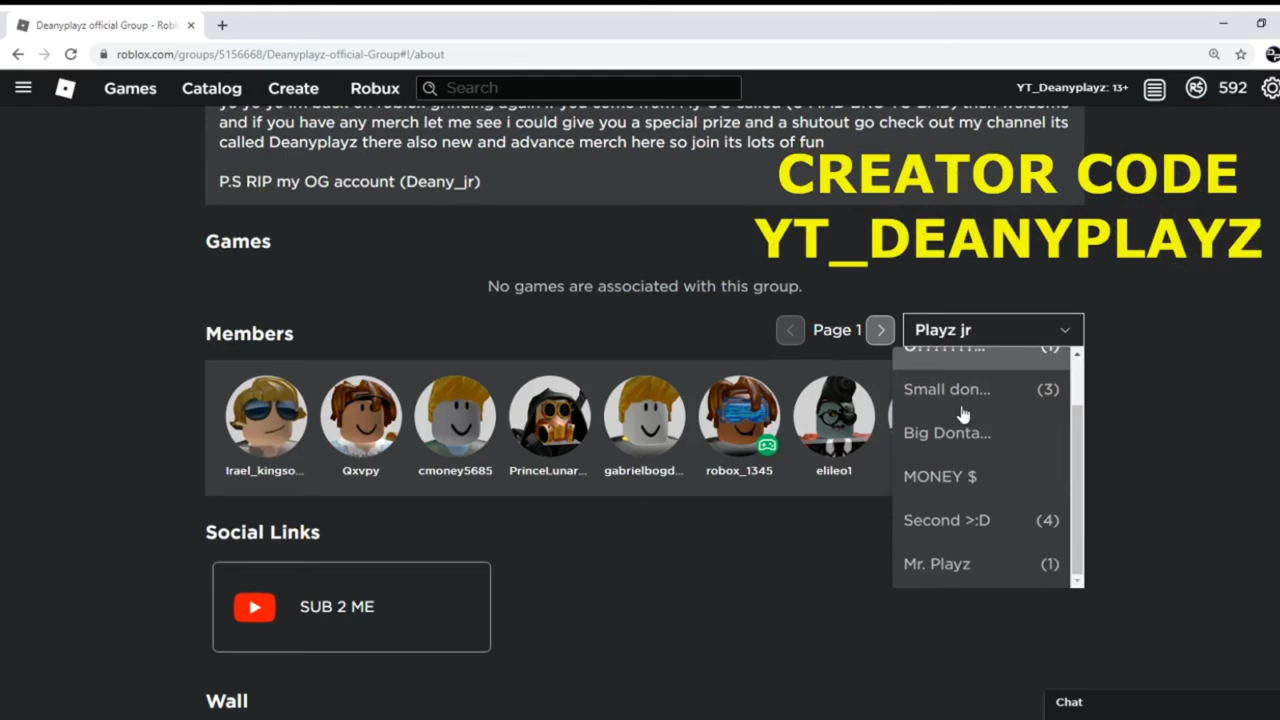 Deanyplayz official Group - Robl
roblox.com/groups/5156668/Deanyplayz-official-Group#!/about
Games Catalog Create Robux Search YT_Deanyplayz: 13+ 592
and if you have any merch let me see i could give you a special prize and a shutout go check out my channel its
called Deanyplayz there also new and advance merch here so join its lots of fun
P.S RIP my OG account (Deany_jr)
CREATOR CODE
YT_DEANYPLAYZ
Games
No games are associated with this group.
Members
Page 1
Playz jr
(1)
Small don... (3)
Big Donta...
MONEY $
Second >:D (4)
Mr. Playz (1)
Irael_kingso... Qxvpy cmoney5685 PrinceLunar... gabrielbogd... robox_1345 elileo1
Social Links
SUB 2 ME
Wall
Chat